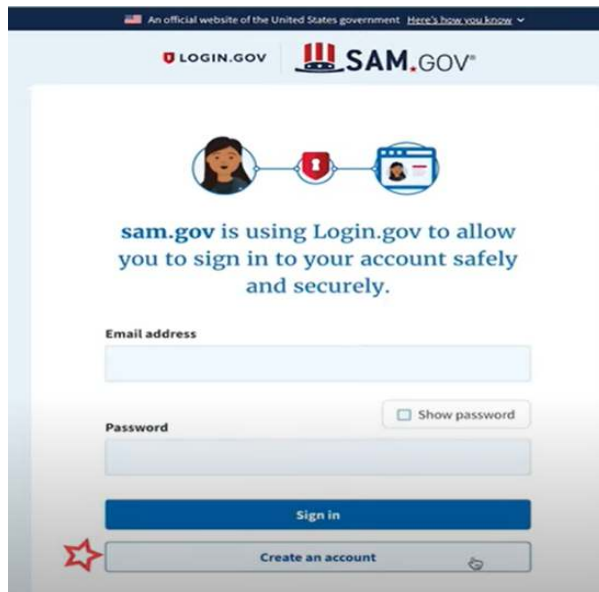 An official website of the United States government Here's how you know
LOGIN.GOV SAM.GOV®
sam.gov is using Login.gov to allow
you to sign in to your account safely
and securely.
Email address
Show password
Password
Sign in
Create an account